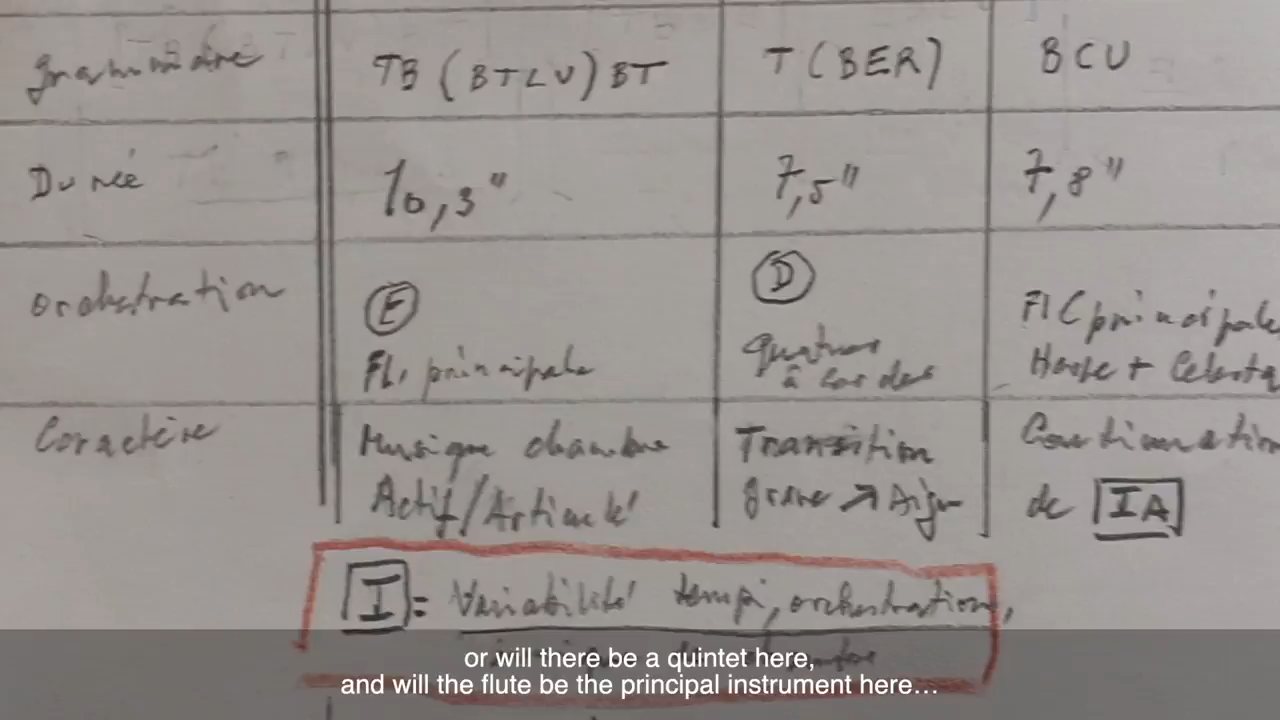 Grammaire TB (BTLU) BT T (BER) BCU
Durée 10,3" 7,5" 7,8"
Orchestration E D
Fl. principale Quatuor Fl (principale
à cordes Harpe + Celesta
Caractère Musique chambre Transition Continuation
Actif/Articulé grave ↗ Aigu de IA
I = Variabilité tempi, orchestration,
or will there be a quintet here,
and will the flute be the principal instrument here…